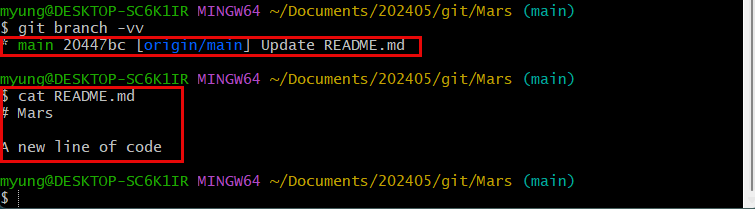 myung@DESKTOP-SC6K1IR MINGW64 ~/Documents/202405/git/Mars (main)
$ git branch -vv
* main 20447bc [origin/main] Update README.md
myung@DESKTOP-SC6K1IR MINGW64 ~/Documents/202405/git/Mars (main)
$ cat README.md
# Mars
A new line of code
myung@DESKTOP-SC6K1IR MINGW64 ~/Documents/202405/git/Mars (main)
$